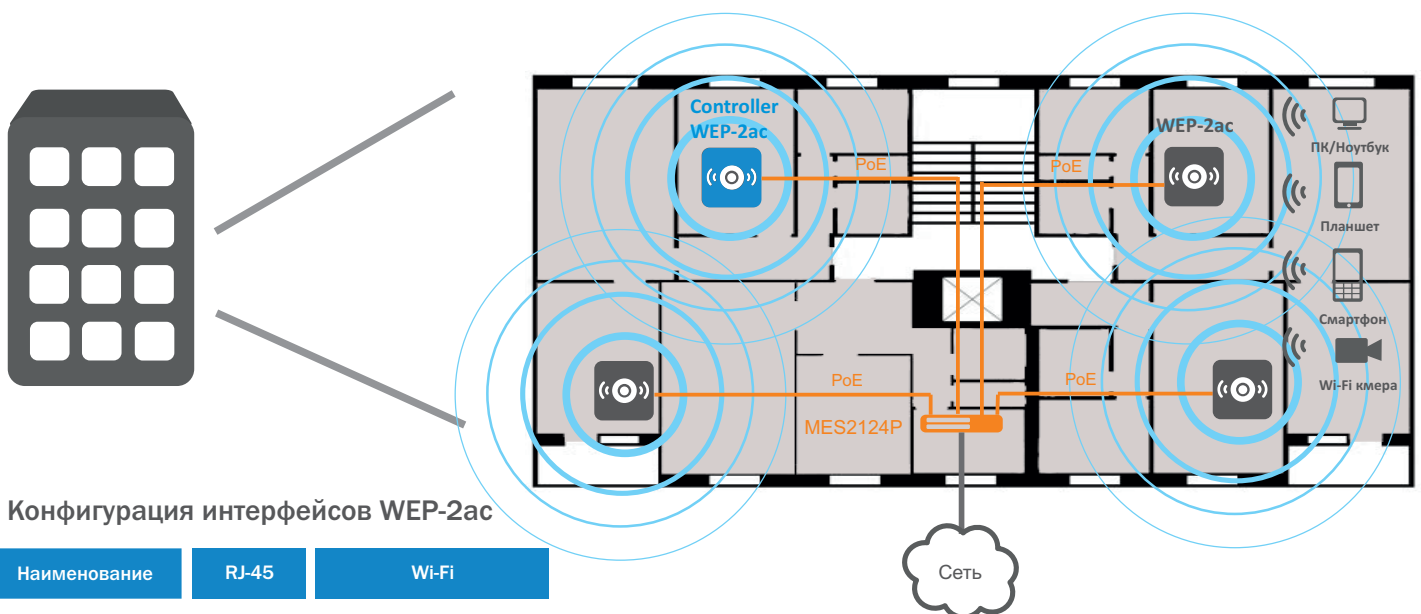 Controller
WEP-2ac
WEP-2ac
ПК/Ноутбук
PoE
PoE
Планшет
Смартфон
PoE
PoE
Wi-Fi кмера
MES2124P
Конфигурация интерфейсов WEP-2ac
Сеть
Наименование
RJ-45
Wi-Fi